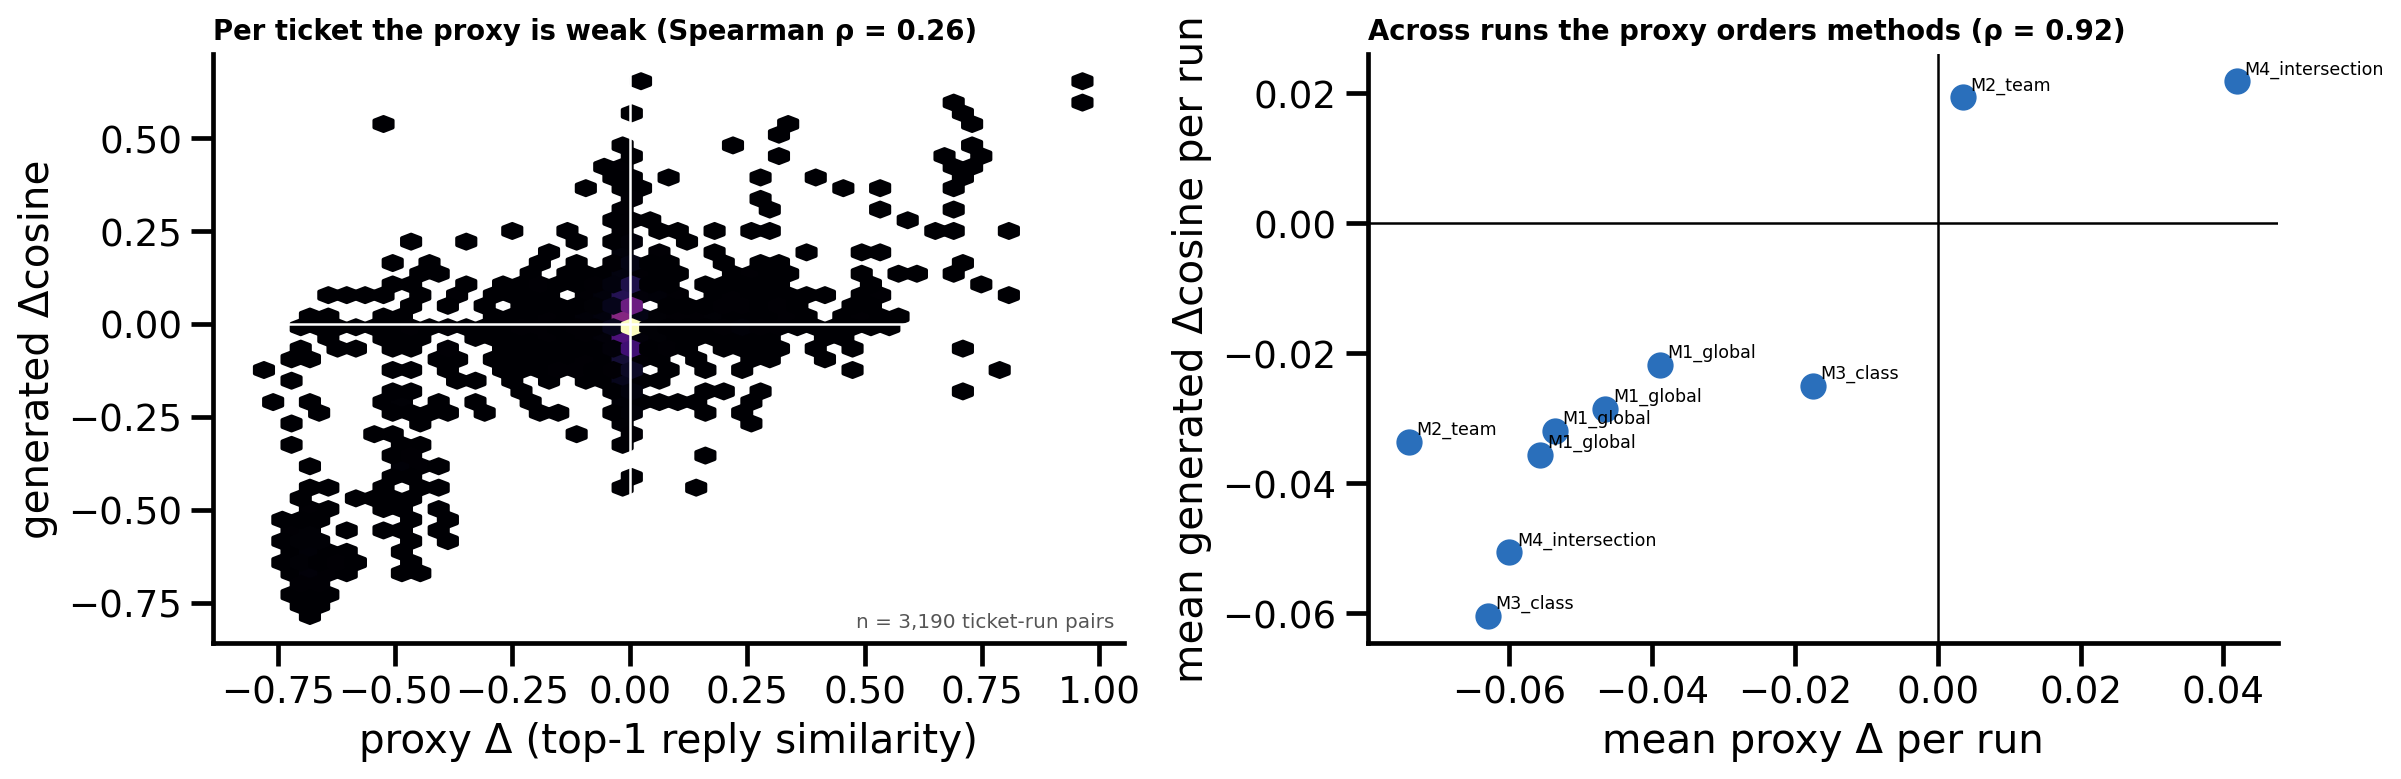 Per ticket the proxy is weak (Spearman ρ = 0.26)
generated Δcosine
0.50
0.25
0.00
−0.25
−0.50
−0.75
n = 3,190 ticket-run pairs
−0.75 −0.50 −0.25 0.00 0.25 0.50 0.75 1.00
proxy Δ (top-1 reply similarity)
Across runs the proxy orders methods (ρ = 0.92)
mean generated Δcosine per run
0.02
0.00
−0.02
−0.04
−0.06
M4_intersection
M2_team
M1_global
M3_class
M1_global
M1_global
M2_team
M1_global
M4_intersection
M3_class
−0.06 −0.04 −0.02 0.00 0.02 0.04
mean proxy Δ per run